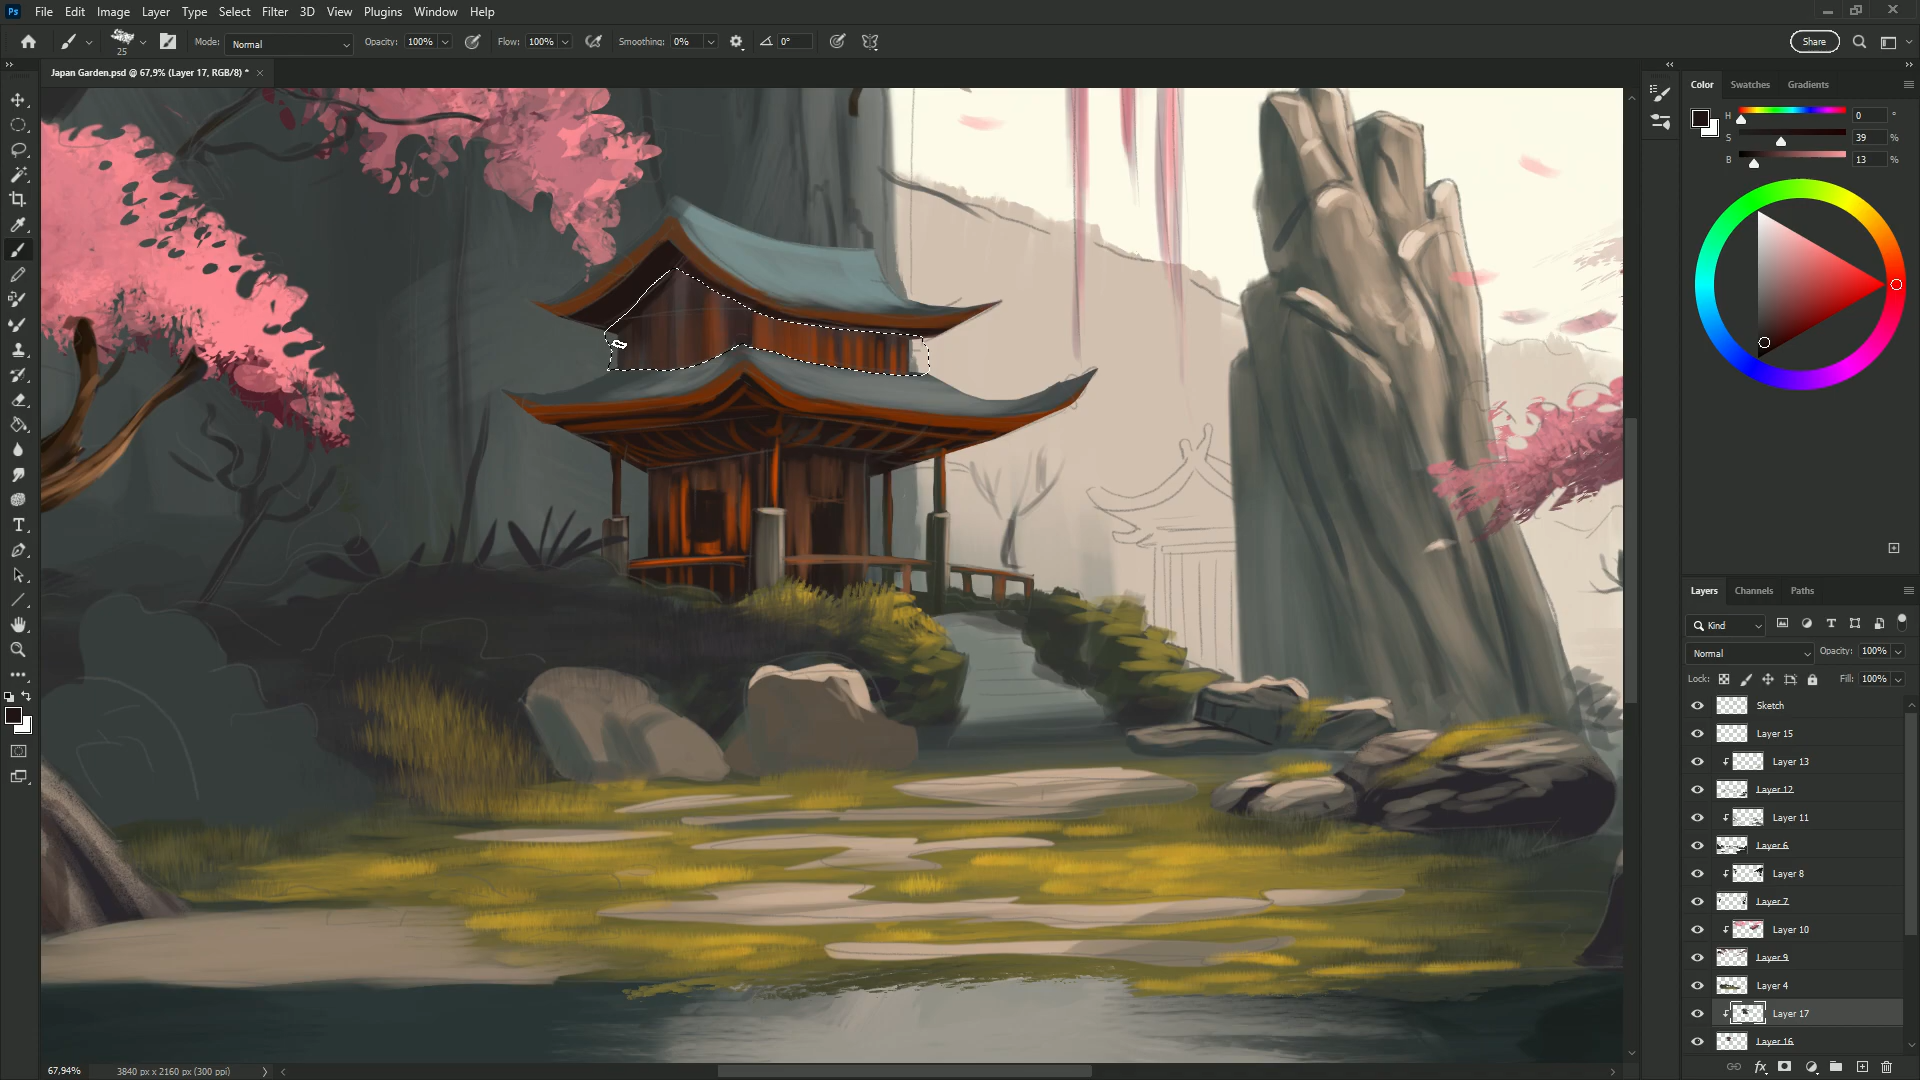 Ps File Edit Image Layer Type Select Filter 3D View Plugins Window Help
25 Mode: Normal Opacity: 100% Flow: 100% Smoothing: 0% 0° Share
Japan Garden.psd @ 67,9% (Layer 17, RGB/8) *
Color Swatches Gradients
H 0 °
S 39 %
B 13 %
Layers Channels Paths
Kind
Normal Opacity: 100%
Lock: Fill: 100%
Sketch
Layer 15
Layer 13
Layer 12
Layer 11
Layer 6
Layer 8
Layer 7
Layer 10
Layer 9
Layer 4
Layer 17
Layer 16
67,94% 3840 px x 2160 px (300 ppi)
fx